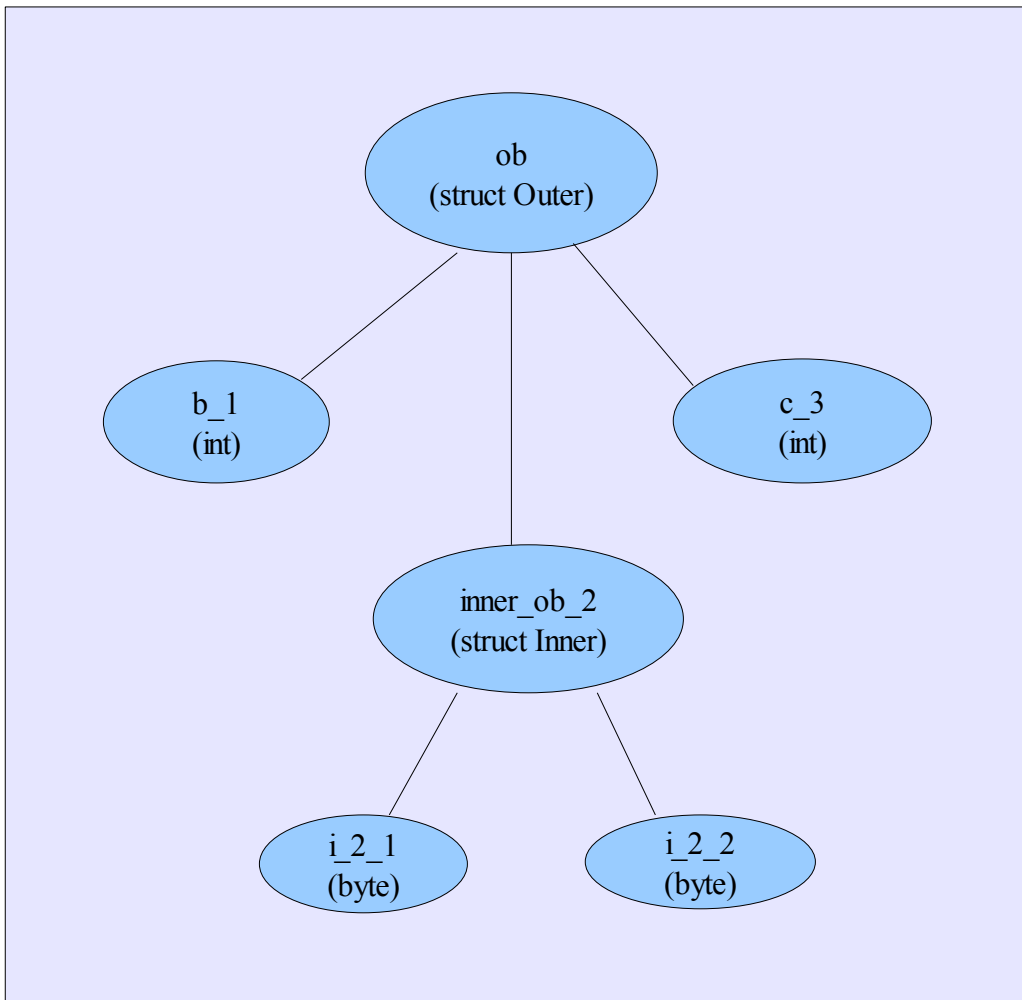 ob
(struct Outer)
b_1
(int)
c_3
(int)
inner_ob_2
(struct Inner)
i_2_1
(byte)
i_2_2
(byte)